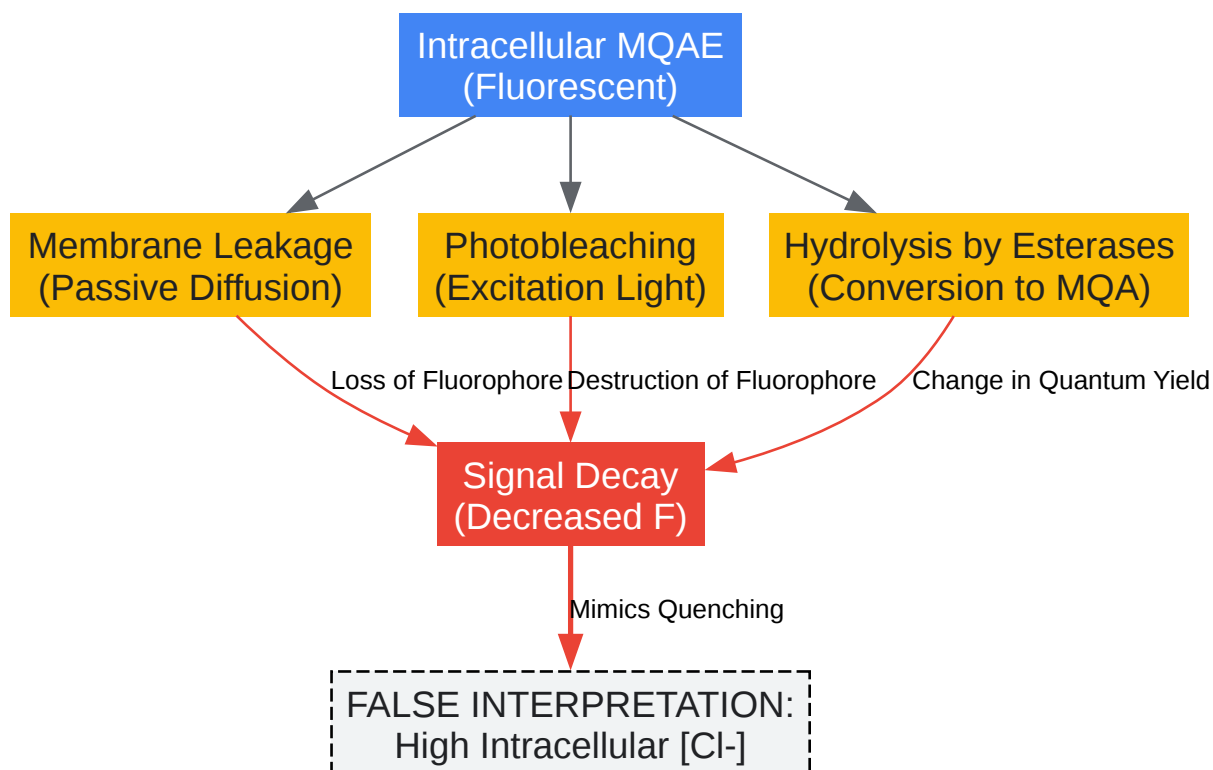 Intracellular MQAE
(Fluorescent)
Membrane Leakage
(Passive Diffusion)
Photobleaching
(Excitation Light)
Hydrolysis by Esterases
(Conversion to MQA)
Loss of Fluorophore
Destruction of Fluorophore
Change in Quantum Yield
Signal Decay
(Decreased F)
Mimics Quenching
FALSE INTERPRETATION:
High Intracellular [Cl-]